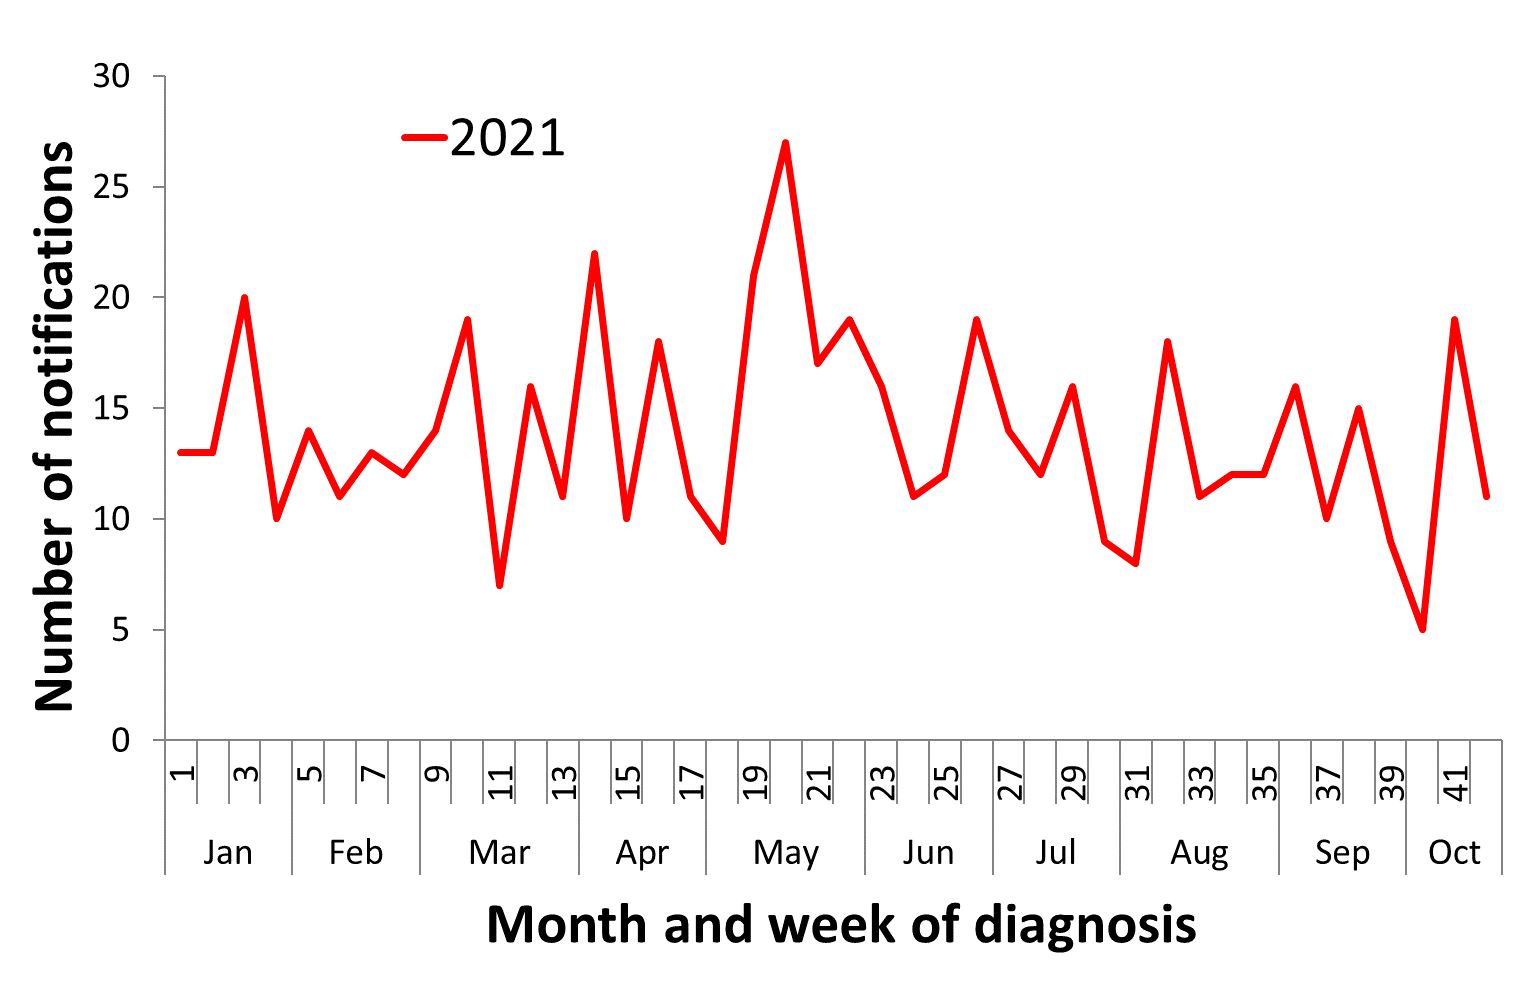 30
2021
25
20
15
10
5
0
Number of notifications
1 3 5 7 9 11 13 15 17 19 21 23 25 27 29 31 33 35 37 39 41
Jan Feb Mar Apr May Jun Jul Aug Sep Oct
Month and week of diagnosis